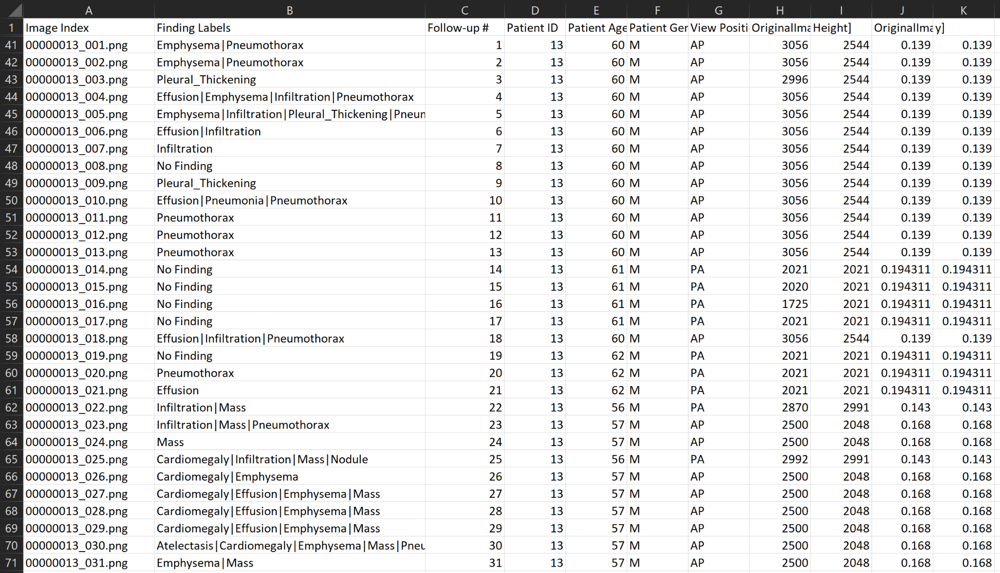 A B C D E F G H I J K
1 Image Index Finding Labels Follow-up # Patient ID Patient Age Patient Ger View Positi OriginalIma Height] OriginalImay]
41 00000013_001.png Emphysema|Pneumothorax 1 13 60 M AP 3056 2544 0.139 0.139
42 00000013_002.png Emphysema|Pneumothorax 2 13 60 M AP 3056 2544 0.139 0.139
43 00000013_003.png Pleural_Thickening 3 13 60 M AP 2996 2544 0.139 0.139
44 00000013_004.png Effusion|Emphysema|Infiltration|Pneumothorax 4 13 60 M AP 3056 2544 0.139 0.139
45 00000013_005.png Emphysema|Infiltration|Pleural_Thickening|Pneun 5 13 60 M AP 3056 2544 0.139 0.139
46 00000013_006.png Effusion|Infiltration 6 13 60 M AP 3056 2544 0.139 0.139
47 00000013_007.png Infiltration 7 13 60 M AP 3056 2544 0.139 0.139
48 00000013_008.png No Finding 8 13 60 M AP 3056 2544 0.139 0.139
49 00000013_009.png Pleural_Thickening 9 13 60 M AP 3056 2544 0.139 0.139
50 00000013_010.png Effusion|Pneumonia|Pneumothorax 10 13 60 M AP 3056 2544 0.139 0.139
51 00000013_011.png Pneumothorax 11 13 60 M AP 3056 2544 0.139 0.139
52 00000013_012.png Pneumothorax 12 13 60 M AP 3056 2544 0.139 0.139
53 00000013_013.png Pneumothorax 13 13 60 M AP 3056 2544 0.139 0.139
54 00000013_014.png No Finding 14 13 61 M PA 2021 2021 0.194311 0.194311
55 00000013_015.png No Finding 15 13 61 M PA 2020 2021 0.194311 0.194311
56 00000013_016.png No Finding 16 13 61 M PA 1725 2021 0.194311 0.194311
57 00000013_017.png No Finding 17 13 61 M PA 2021 2021 0.194311 0.194311
58 00000013_018.png Effusion|Infiltration|Pneumothorax 18 13 60 M AP 3056 2544 0.139 0.139
59 00000013_019.png No Finding 19 13 62 M PA 2021 2021 0.194311 0.194311
60 00000013_020.png Pneumothorax 20 13 62 M PA 2021 2021 0.194311 0.194311
61 00000013_021.png Effusion 21 13 62 M PA 2021 2021 0.194311 0.194311
62 00000013_022.png Infiltration|Mass 22 13 56 M PA 2870 2991 0.143 0.143
63 00000013_023.png Infiltration|Mass|Pneumothorax 23 13 57 M AP 2500 2048 0.168 0.168
64 00000013_024.png Mass 24 13 57 M AP 2500 2048 0.168 0.168
65 00000013_025.png Cardiomegaly|Infiltration|Mass|Nodule 25 13 56 M PA 2992 2991 0.143 0.143
66 00000013_026.png Cardiomegaly|Emphysema 26 13 57 M AP 2500 2048 0.168 0.168
67 00000013_027.png Cardiomegaly|Effusion|Emphysema|Mass 27 13 57 M AP 2500 2048 0.168 0.168
68 00000013_028.png Cardiomegaly|Effusion|Emphysema|Mass 28 13 57 M AP 2500 2048 0.168 0.168
69 00000013_029.png Cardiomegaly|Effusion|Emphysema|Mass 29 13 57 M AP 2500 2048 0.168 0.168
70 00000013_030.png Atelectasis|Cardiomegaly|Emphysema|Mass|Pneu 30 13 57 M AP 2500 2048 0.168 0.168
71 00000013_031.png Emphysema|Mass 31 13 57 M AP 2500 2048 0.168 0.168